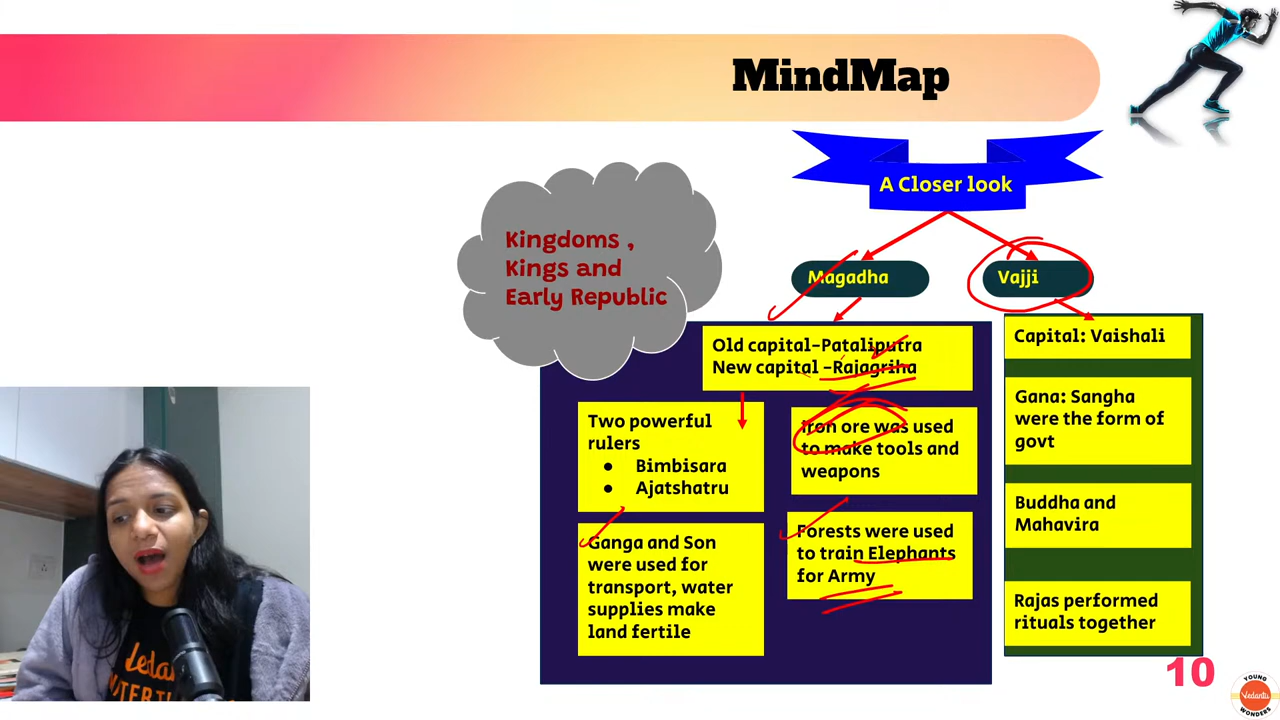 MindMap
A Closer look
Kingdoms ,
Kings and
Early Republic
Magadha
Vajji
Old capital-Pataliputra
New capital -Rajagriha
Two powerful
rulers
● Bimbisara
● Ajatshatru
Iron ore was used
to make tools and
weapons
Ganga and Son
were used for
transport, water
supplies make
land fertile
Forests were used
to train Elephants
for Army
Capital: Vaishali
Gana: Sangha
were the form of
govt
Buddha and
Mahavira
Rajas performed
rituals together
10
YOUNG
Vedantu
WONDERS